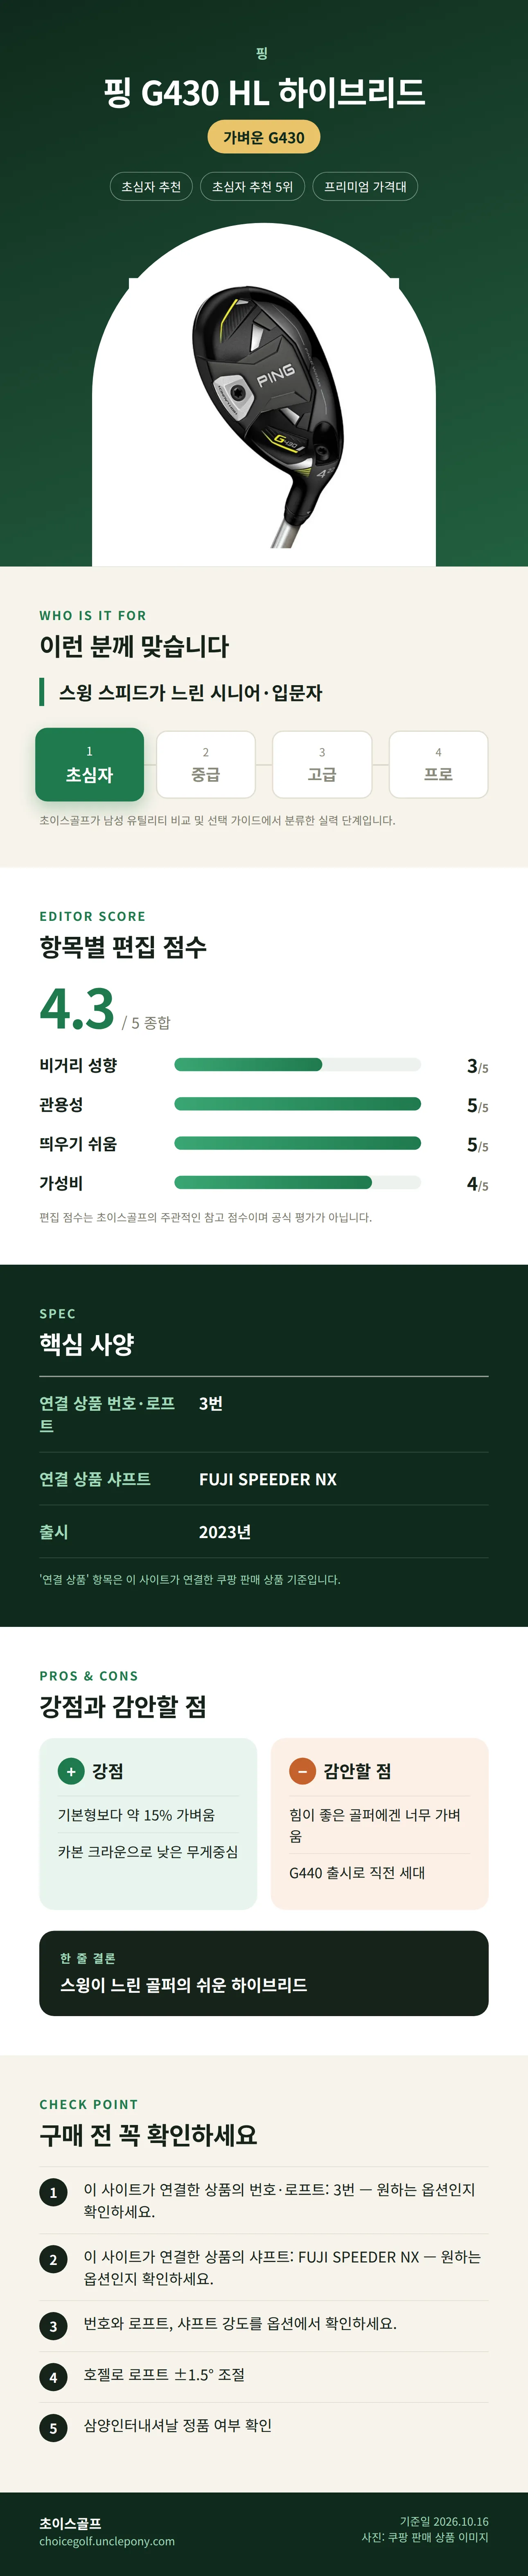 핑
핑 G430 HL 하이브리드
가벼운 G430
초심자 추천
초심자 추천 5위
프리미엄 가격대
PING
G430
WHO IS IT FOR
이런 분께 맞습니다
스윙 스피드가 느린 시니어·입문자
1
초심자
2
중급
3
고급
4
프로
초이스골프가 남성 유틸리티 비교 및 선택 가이드에서 분류한 실력 단계입니다.
EDITOR SCORE
항목별 편집 점수
4.3 / 5 종합
비거리 성향 3/5
관용성 5/5
띄우기 쉬움 5/5
가성비 4/5
편집 점수는 초이스골프의 주관적인 참고 점수이며 공식 평가가 아닙니다.
SPEC
핵심 사양
연결 상품 번호·로프
트
3번
연결 상품 샤프트 FUJI SPEEDER NX
출시 2023년
'연결 상품' 항목은 이 사이트가 연결한 쿠팡 판매 상품 기준입니다.
PROS & CONS
강점과 감안할 점
+ 강점
기본형보다 약 15% 가벼움
카본 크라운으로 낮은 무게중심
− 감안할 점
힘이 좋은 골퍼에겐 너무 가벼
움
G440 출시로 직전 세대
한 줄 결론
스윙이 느린 골퍼의 쉬운 하이브리드
CHECK POINT
구매 전 꼭 확인하세요
1 이 사이트가 연결한 상품의 번호·로프트: 3번 — 원하는 옵션인지
확인하세요.
2 이 사이트가 연결한 상품의 샤프트: FUJI SPEEDER NX — 원하는
옵션인지 확인하세요.
3 번호와 로프트, 샤프트 강도를 옵션에서 확인하세요.
4 호젤로 로프트 ±1.5° 조절
5 삼양인터내셔날 정품 여부 확인
초이스골프
choicegolf.unclepony.com
기준일 2026.10.16
사진: 쿠팡 판매 상품 이미지